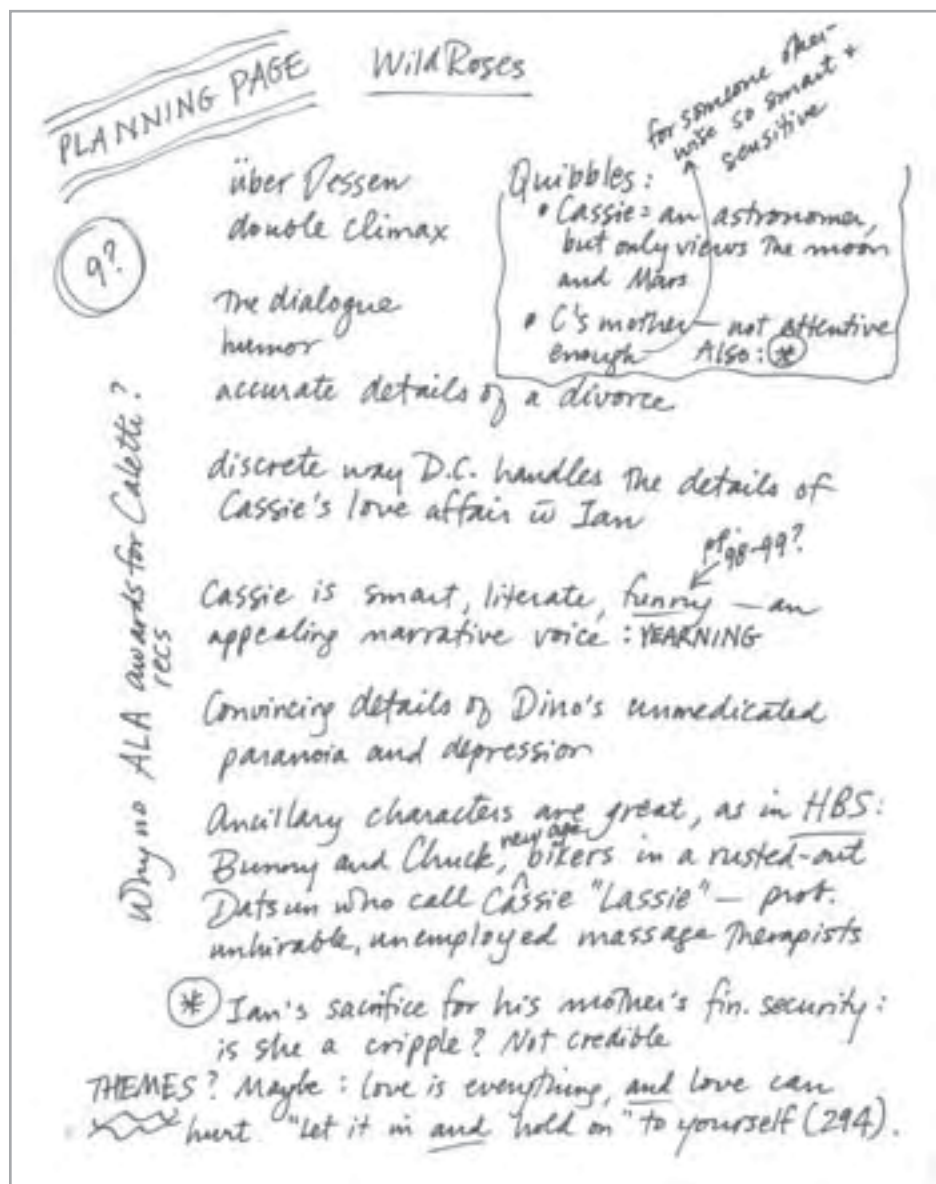 PLANNING PAGE
Wild Roses
for someone other-
wise so smart +
sensitive
9?
über Dessen
double climax
The dialogue
humor
accurate details of a divorce
Quibbles:
• Cassie = an astronomer,
but only views the moon
and Mars
• C's mother — not attentive
enough
Also: *
discrete way D.C. handles the details of
Cassie's love affair w̄ Ian
98-99?
Cassie is smart, literate, funny — an
appealing narrative voice : YEARNING
Convincing details of Dino's unmedicated
paranoia and depression
Ancillary characters are great, as in HBS:
Bunny and Chuck, new age bikers in a rusted-out
Datsun who call Cassie "Lassie" — prob.
unhirable, unemployed massage therapists
* Ian's sacrifice for his mother's fin. security:
is she a cripple? Not credible
THEMES? Maybe: love is everything, and love can
hurt "let it in and hold on" to yourself (294).
Why no ALA awards for Caletti?
recs